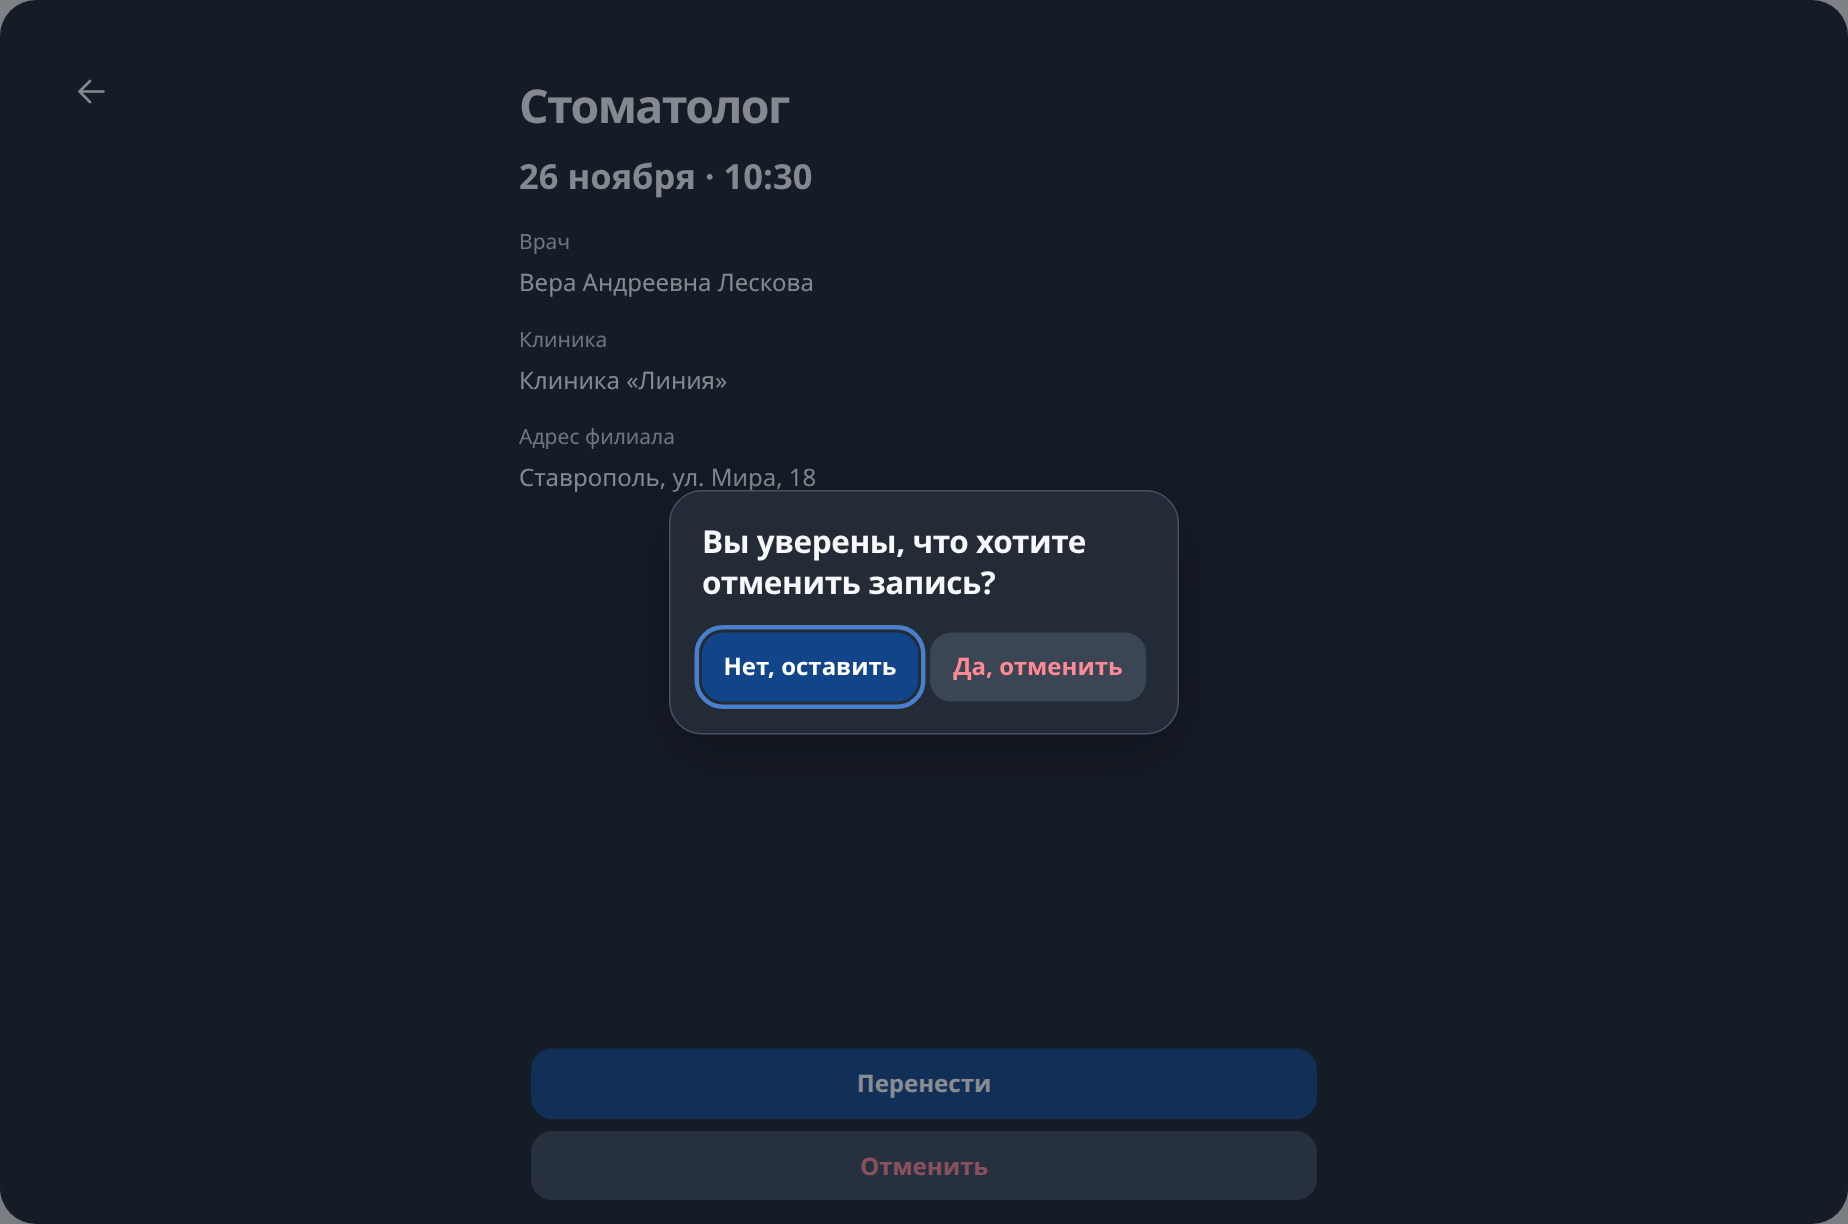 Стоматолог
26 ноября · 10:30
Врач
Вера Андреевна Лескова
Клиника
Клиника «Линия»
Адрес филиала
Ставрополь, ул. Мира, 18
Вы уверены, что хотите
отменить запись?
Нет, оставить
Да, отменить
Перенести
Отменить